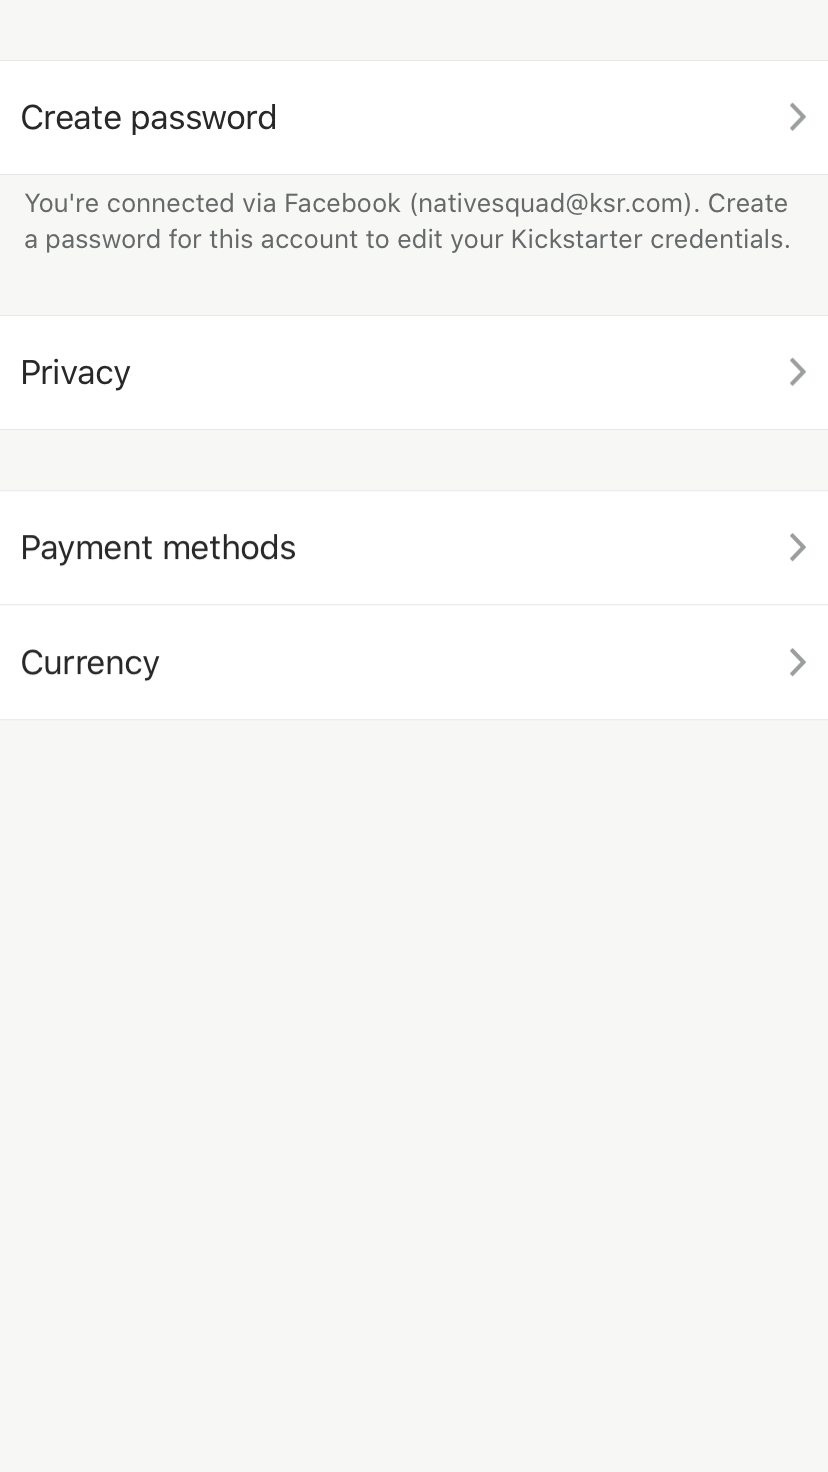 Create password
You're connected via Facebook (nativesquad@ksr.com). Create
a password for this account to edit your Kickstarter credentials.
Privacy
Payment methods
Currency